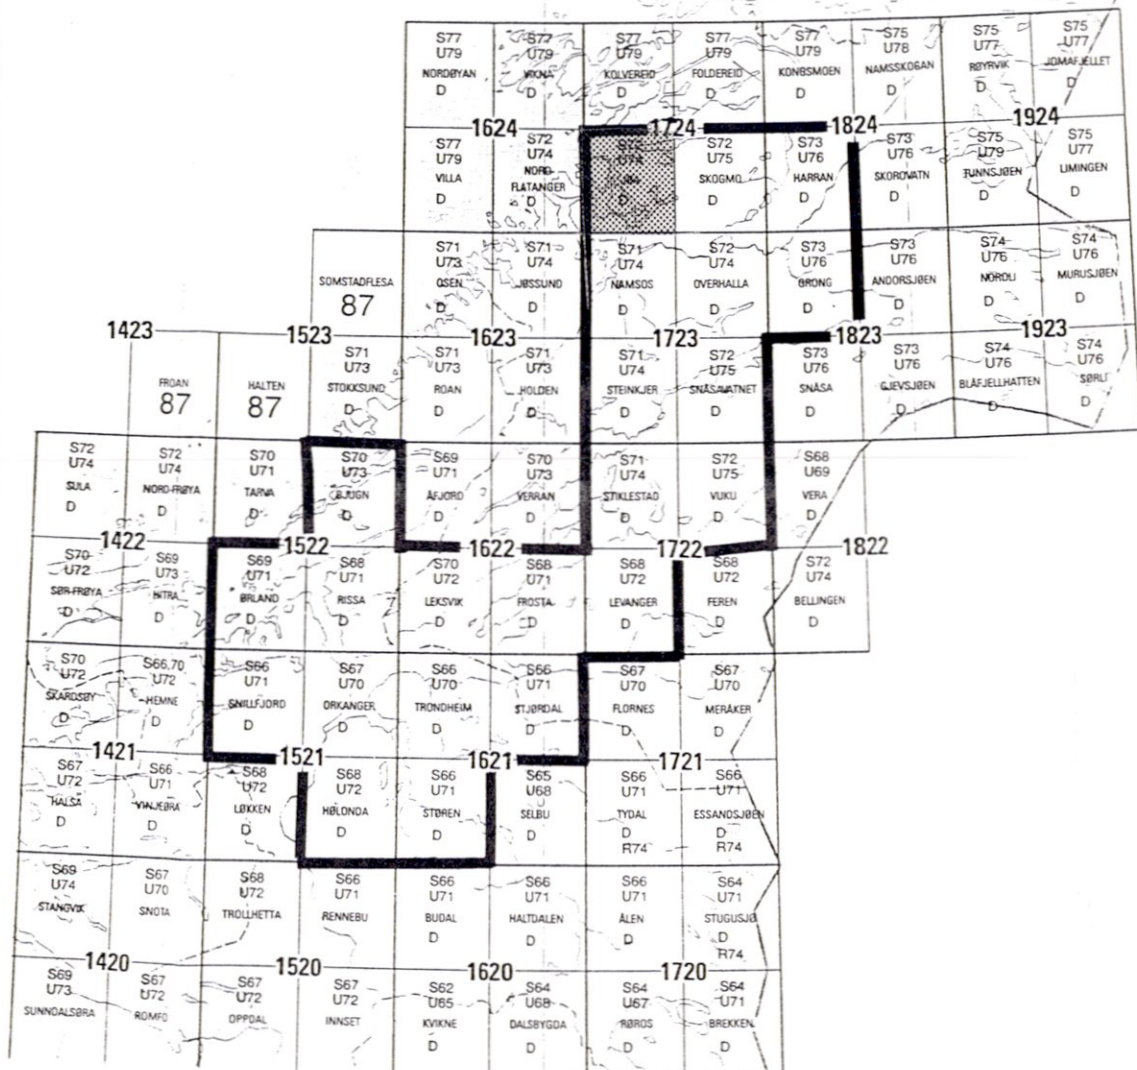 S77
U79
NORDØYAN
D
S77
U79
VIKNA
D
S77
U79
KOLVEREID
D
S77
U79
FOLDEREID
D
S77
U79
KONGSMOEN
D
S75
U78
NAMSSKOGAN
D
S75
U77
RØYRVIK
D
S75
U77
JOMAFJELLET
D
1624
1724
1824
1924
S77
U79
VILLA
D
S72
U74
NORD-
FLATANGER
D
S72
U74
JØA
D
S72
U75
SKOGMO
D
S73
U76
HARRAN
D
S73
U76
SKOROVATN
D
S75
U79
TUNNSJØEN
D
S75
U77
LIMINGEN
D
SOMSTADFLESA
87
S71
U73
OSEN
D
S71
U74
JØSSUND
D
S71
U74
NAMSOS
D
S72
U74
OVERHALLA
D
S73
U76
GRONG
D
S73
U76
ANDORSJØEN
D
S74
U76
NORDLI
D
S74
U76
MURUSJØEN
D
1423
1523
1623
1723
1823
1923
FROAN
87
HALTEN
87
S71
U73
STOKKSUND
D
S71
U73
ROAN
D
S71
U73
HOLDEN
D
S71
U74
STEINKJER
D
S72
U75
SNÅSAVATNET
D
S73
U76
SNÅSA
D
S73
U76
GJEVSJØEN
D
S74
U76
BLÅFJELLHATTEN
D
S74
U76
SØRLI
D
S72
U74
SULA
D
S72
U74
NORD-FRØYA
D
S70
U71
TARVA
D
S70
U73
BJUGN
D
S69
U71
ÅFJORD
D
S70
U73
VERRAN
D
S71
U74
STIKLESTAD
D
S72
U75
VUKU
D
S68
U69
VERA
D
1422
1522
1622
1722
1822
S70
U72
SØR-FRØYA
D
S69
U73
HITRA
D
S69
U71
ØRLAND
D
S68
U71
RISSA
D
S70
U72
LEKSVIK
D
S68
U71
FROSTA
D
S68
U72
LEVANGER
D
S68
U72
FEREN
D
S72
U74
BELLINGEN
D
S70
U72
SKARDSØY
D
S66,70
U72
HEMNE
D
S66
U71
SNILLFJORD
D
S67
U70
ORKANGER
D
S66
U70
TRONDHEIM
D
S66
U71
STJØRDAL
D
S67
U70
FLORNES
D
S67
U70
MERÅKER
D
1421
1521
1621
1721
S67
U72
HALSA
D
S66
U71
VINJEØRA
D
S68
U72
LØKKEN
D
S68
U72
HØLONDA
D
S66
U71
STØREN
D
S65
U68
SELBU
D
S66
U71
TYDAL
D
R74
S66
U71
ESSANDSJØEN
D
R74
S69
U74
STANGVIK
S67
U70
SNOTA
S68
U72
TROLLHETTA
S66
U71
RENNEBU
S66
U71
BUDAL
D
S66
U71
HALTDALEN
D
S66
U71
ÅLEN
D
S64
U71
STUGUSJØ
D
R74
1420
1520
1620
1720
S69
U73
SUNNDALSØRA
S67
U72
ROMFO
S67
U72
OPPDAL
S67
U72
INNSET
S62
U65
KVIKNE
D
S64
U68
DALSBYGDA
D
S64
U67
RØROS
D
S64
U71
BREKKEN
D